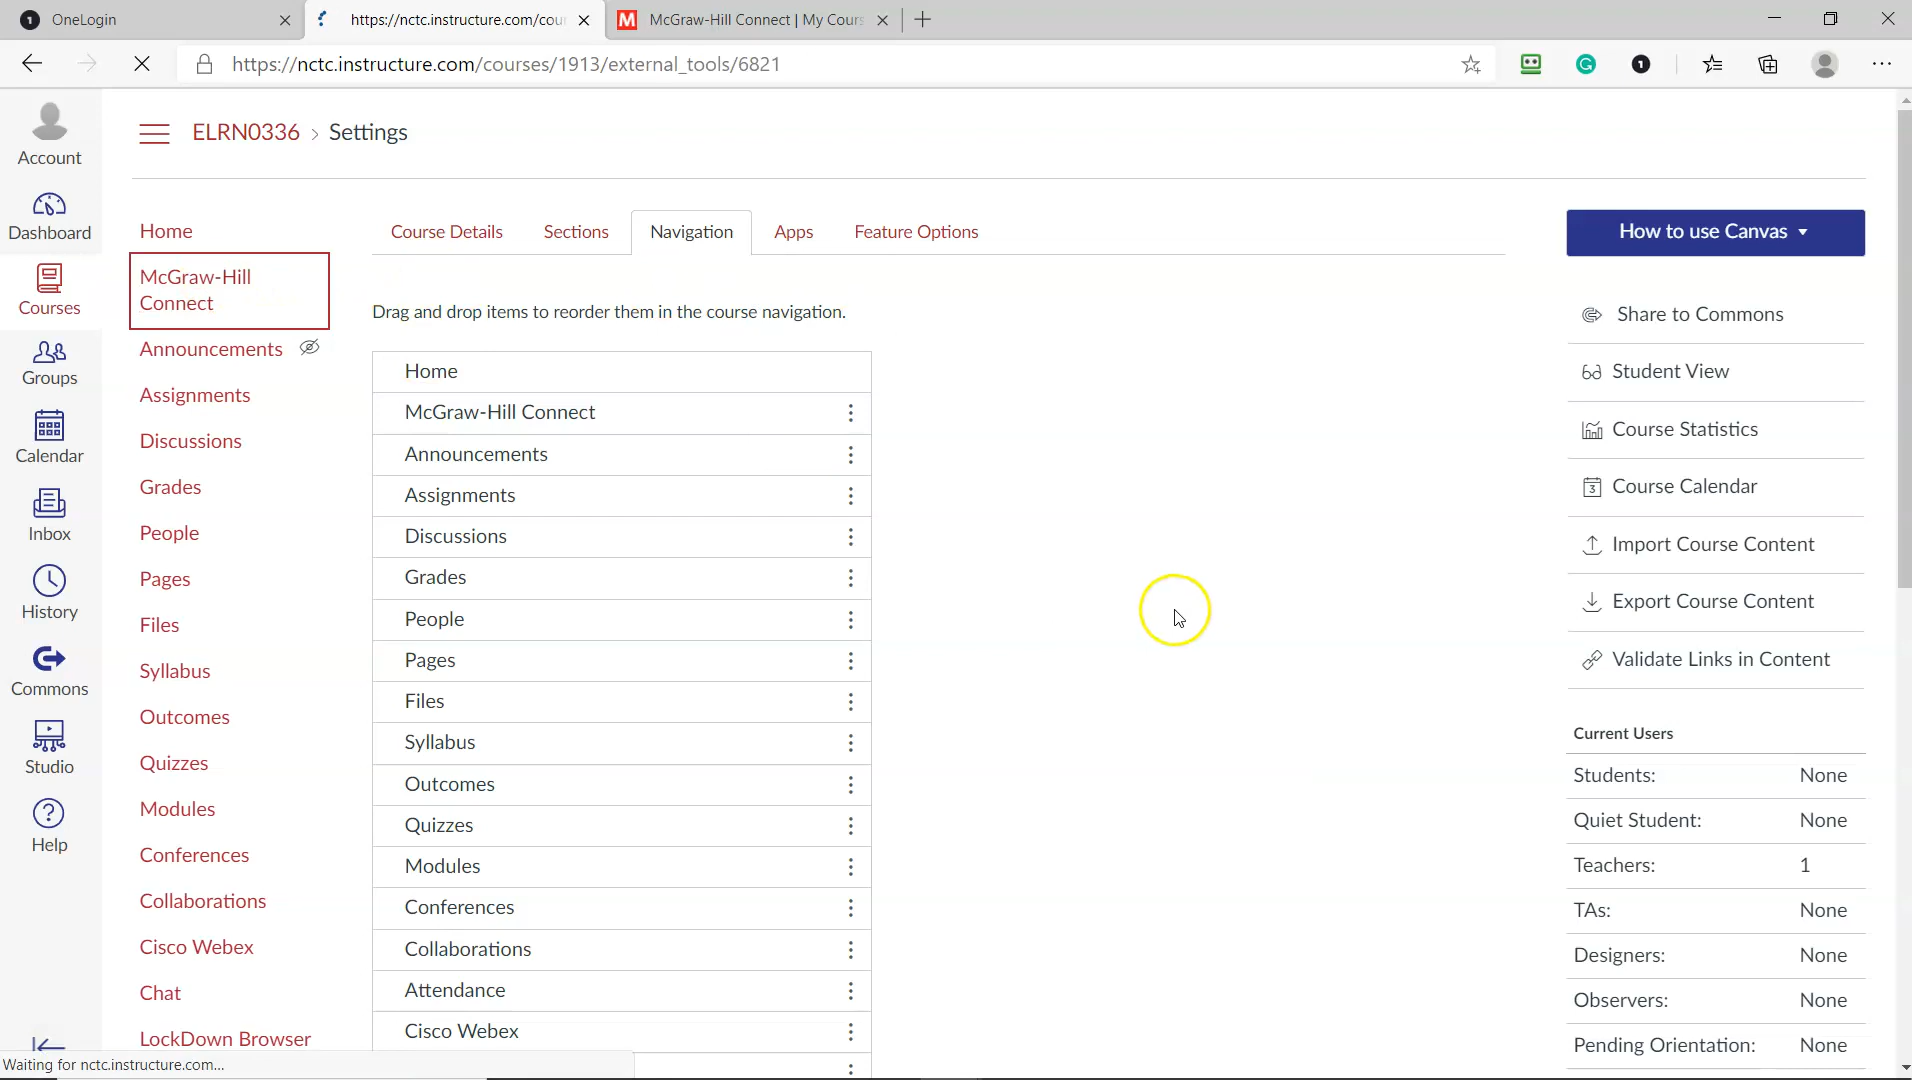 OneLogin
https://nctc.instructure.com/cour
McGraw-Hill Connect | My Cours
https://nctc.instructure.com/courses/1913/external_tools/6821
Account
Dashboard
Courses
Groups
Calendar
Inbox
History
Commons
Studio
Help
ELRN0336 › Settings
Home
McGraw-Hill
Connect
Announcements
Assignments
Discussions
Grades
People
Pages
Files
Syllabus
Outcomes
Quizzes
Modules
Conferences
Collaborations
Cisco Webex
Chat
LockDown Browser
Course Details
Sections
Navigation
Apps
Feature Options
Drag and drop items to reorder them in the course navigation.
Home
McGraw-Hill Connect
Announcements
Assignments
Discussions
Grades
People
Pages
Files
Syllabus
Outcomes
Quizzes
Modules
Conferences
Collaborations
Attendance
Cisco Webex
How to use Canvas
Share to Commons
Student View
Course Statistics
Course Calendar
Import Course Content
Export Course Content
Validate Links in Content
Current Users
Students: None
Quiet Student: None
Teachers: 1
TAs: None
Designers: None
Observers: None
Pending Orientation: None
Waiting for nctc.instructure.com...